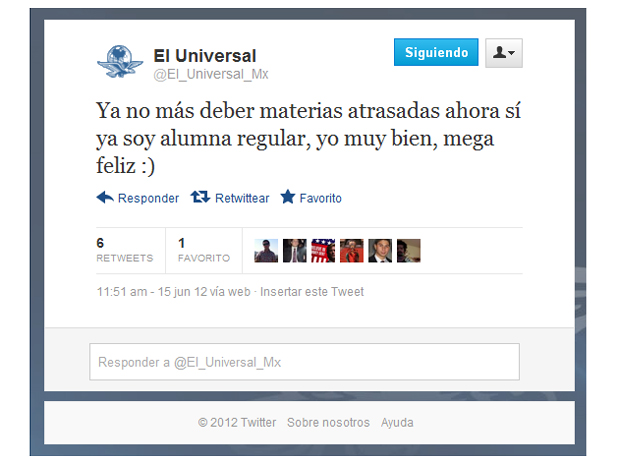 El Universal
@El_Universal_Mx
Siguiendo
Ya no más deber materias atrasadas ahora sí
ya soy alumna regular, yo muy bien, mega
feliz :)
Responder Retwittear Favorito
6 1
RETWEETS FAVORITO
11:51 am - 15 jun 12 vía web · Insertar este Tweet
Responder a @El_Universal_Mx
© 2012 Twitter Sobre nosotros Ayuda